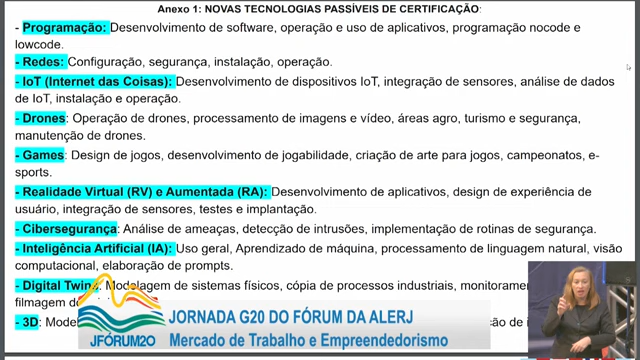 Anexo 1: NOVAS TECNOLOGIAS PASSÍVEIS DE CERTIFICAÇÃO:
- Programação: Desenvolvimento de software, operação e uso de aplicativos, programação nocode e
lowcode.
- Redes: Configuração, segurança, instalação, operação.
- IoT (Internet das Coisas): Desenvolvimento de dispositivos IoT, integração de sensores, análise de dados
de IoT, instalação e operação.
- Drones: Operação de drones, processamento de imagens e vídeo, áreas agro, turismo e segurança,
manutenção de drones.
- Games: Design de jogos, desenvolvimento de jogabilidade, criação de arte para jogos, campeonatos, e-
sports.
- Realidade Virtual (RV) e Aumentada (RA): Desenvolvimento de aplicativos, design de experiência de
usuário, integração de sensores, testes e implantação.
- Cibersegurança: Análise de ameaças, detecção de intrusões, implementação de rotinas de segurança.
- Inteligência Artificial (IA): Uso geral, Aprendizado de máquina, processamento de linguagem natural, visão
computacional, elaboração de prompts.
- Digital Twins: Modelagem de sistemas físicos, cópia de processos industriais,
filmagem
- 3D:
JORNADA G20 DO FÓRUM DA ALERJ
Mercado de Trabalho e Empreendedorismo
JFÓRUM20